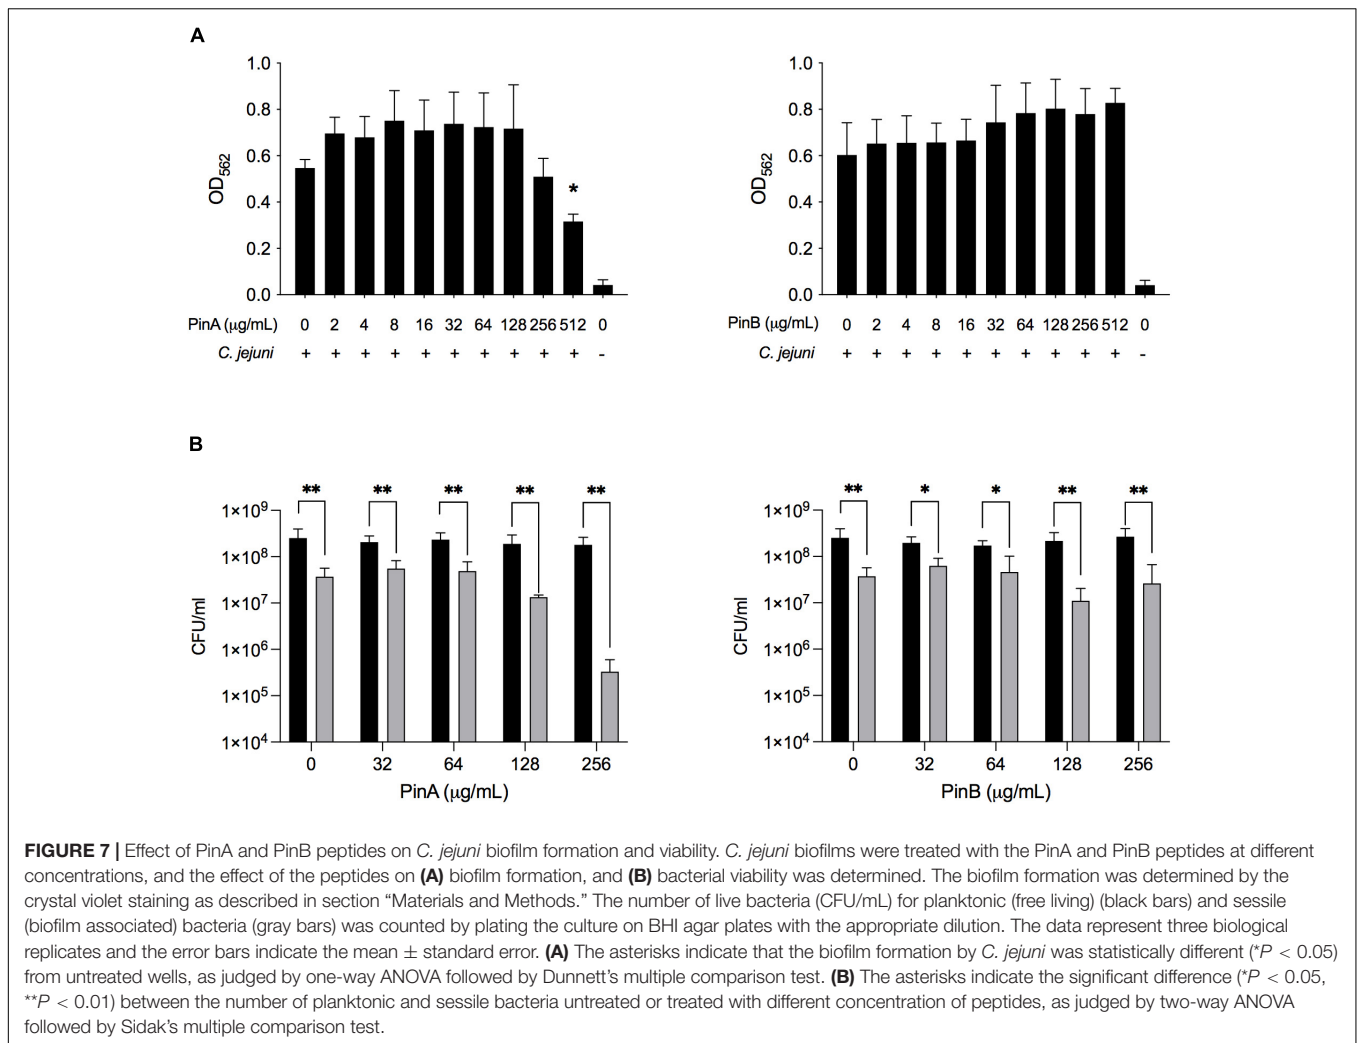 A
1.0
0.8
0.6
0.4
0.2
0.0
OD562
*
PinA (μg/mL) 0 2 4 8 16 32 64 128 256 512 0
C. jejuni + + + + + + + + + + -
1.0
0.8
0.6
0.4
0.2
0.0
OD562
PinB (μg/mL) 0 2 4 8 16 32 64 128 256 512 0
C. jejuni + + + + + + + + + + -
B
** ** ** ** **
1×10⁹
1×10⁸
1×10⁷
1×10⁶
1×10⁵
1×10⁴
CFU/ml
0 32 64 128 256
PinA (μg/mL)
** * * ** **
1×10⁹
1×10⁸
1×10⁷
1×10⁶
1×10⁵
1×10⁴
CFU/ml
0 32 64 128 256
PinB (μg/mL)
FIGURE 7 | Effect of PinA and PinB peptides on C. jejuni biofilm formation and viability. C. jejuni biofilms were treated with the PinA and PinB peptides at different
concentrations, and the effect of the peptides on (A) biofilm formation, and (B) bacterial viability was determined. The biofilm formation was determined by the
crystal violet staining as described in section “Materials and Methods.” The number of live bacteria (CFU/mL) for planktonic (free living) (black bars) and sessile
(biofilm associated) bacteria (gray bars) was counted by plating the culture on BHI agar plates with the appropriate dilution. The data represent three biological
replicates and the error bars indicate the mean ± standard error. (A) The asterisks indicate that the biofilm formation by C. jejuni was statistically different (*P < 0.05)
from untreated wells, as judged by one-way ANOVA followed by Dunnett’s multiple comparison test. (B) The asterisks indicate the significant difference (*P < 0.05,
**P < 0.01) between the number of planktonic and sessile bacteria untreated or treated with different concentration of peptides, as judged by two-way ANOVA
followed by Sidak’s multiple comparison test.